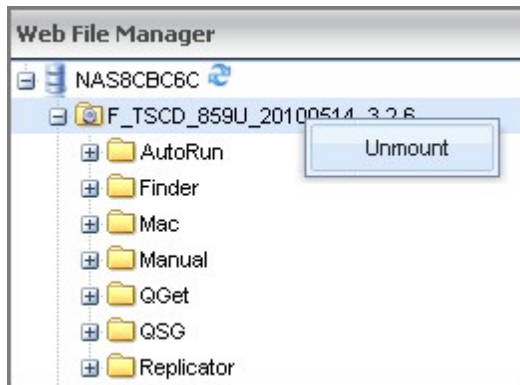 Web File Manager
NAS8CBC6C
F_TSCD_859U_20100514_3.2.6
Unmount
AutoRun
Finder
Mac
Manual
QGet
QSG
Replicator